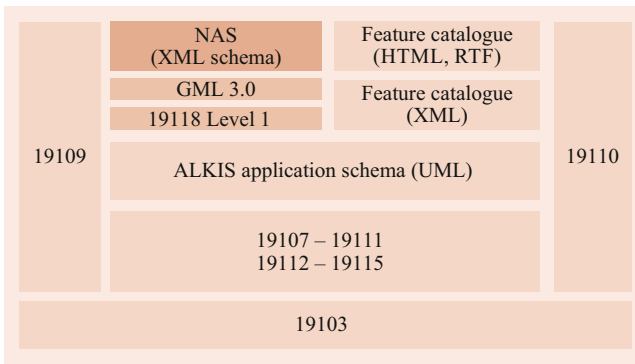 NAS
(XML schema)
Feature catalogue
(HTML, RTF)
GML 3.0
19118 Level 1
Feature catalogue
(XML)
19109
ALKIS application schema (UML)
19110
19107 – 19111
19112 – 19115
19103